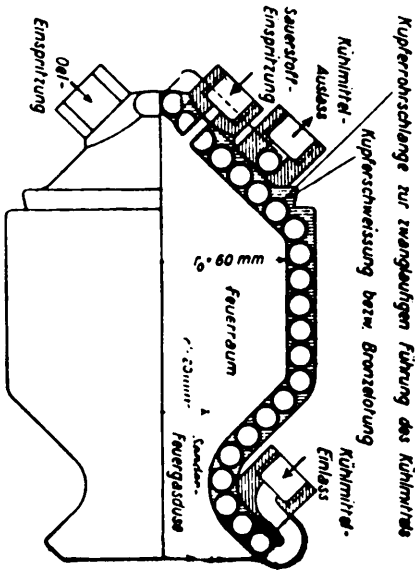 Kupferrohrschlange zur zwangläufigen Führung des Kühlmittels
Kupferschweissung bezw. Bronzelötung
Kühlmittel-
Auslass
Sauerstoff-
Einspritzung
Oel-
Einspritzung
r₀ = 60 mm
Feuerraum
Feuergasdüse
Kühlmittel-
Einlass